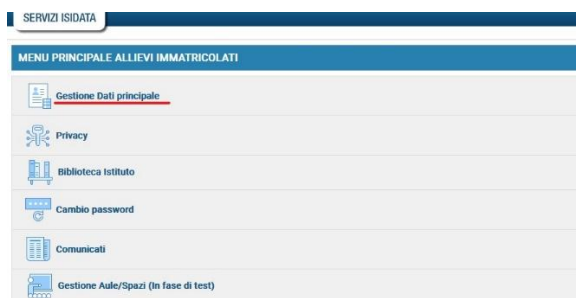 SERVIZI ISIDATA
MENU PRINCIPALE ALLIEVI IMMATRICOLATI
Gestione Dati principale
Privacy
Biblioteca Istituto
Cambio password
Comunicati
Gestione Aule/Spazi (In fase di test)